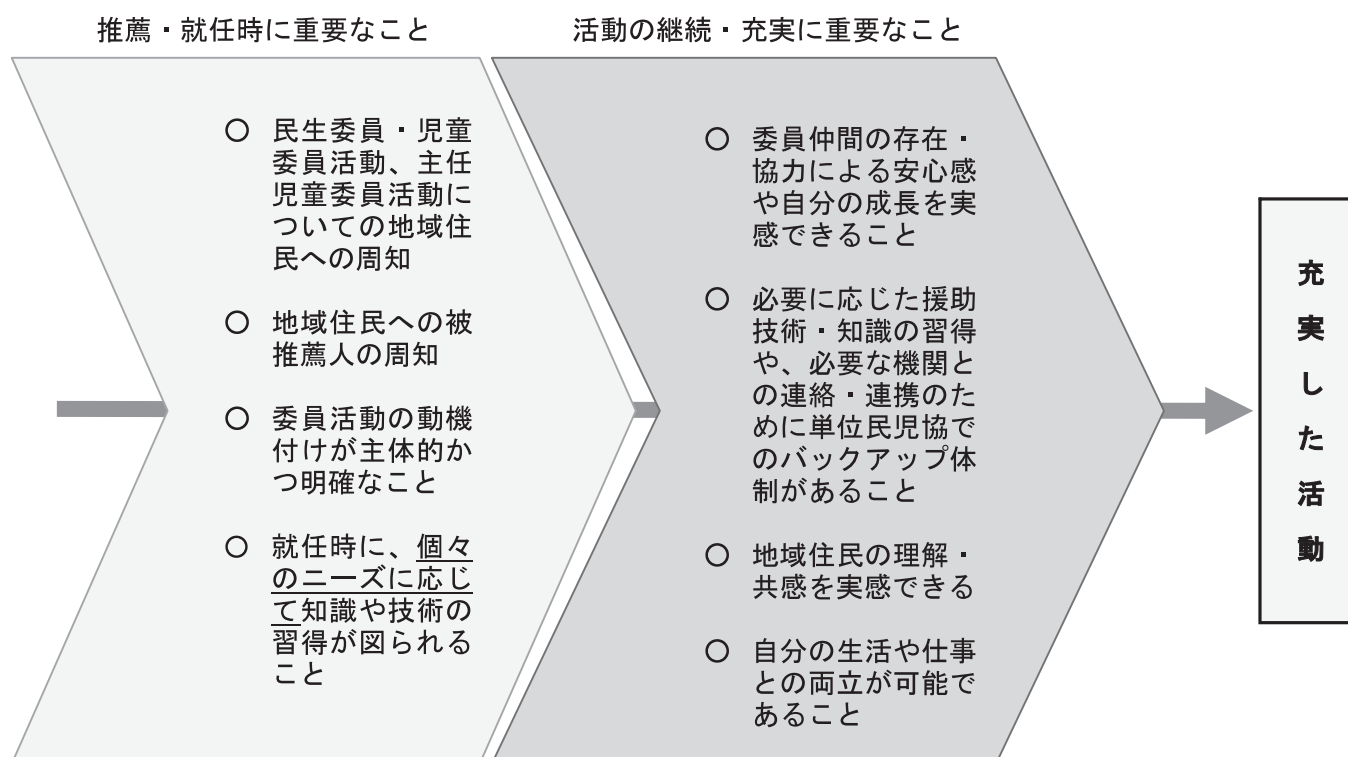 推薦・就任時に重要なこと
○ 民生委員・児童
委員活動、主任
児童委員活動に
ついての地域住
民への周知
○ 地域住民への被
推薦人の周知
○ 委員活動の動機
付けが主体的か
つ明確なこと
○ 就任時に、個々
のニーズに応じ
て知識や技術の
習得が図られる
こと
活動の継続・充実に重要なこと
○ 委員仲間の存在・
協力による安心感
や自分の成長を実
感できること
○ 必要に応じた援助
技術・知識の習得
や、必要な機関と
の連絡・連携のた
めに単位民児協で
のバックアップ体
制があること
○ 地域住民の理解・
共感を実感できる
○ 自分の生活や仕事
との両立が可能で
あること
充実した活動